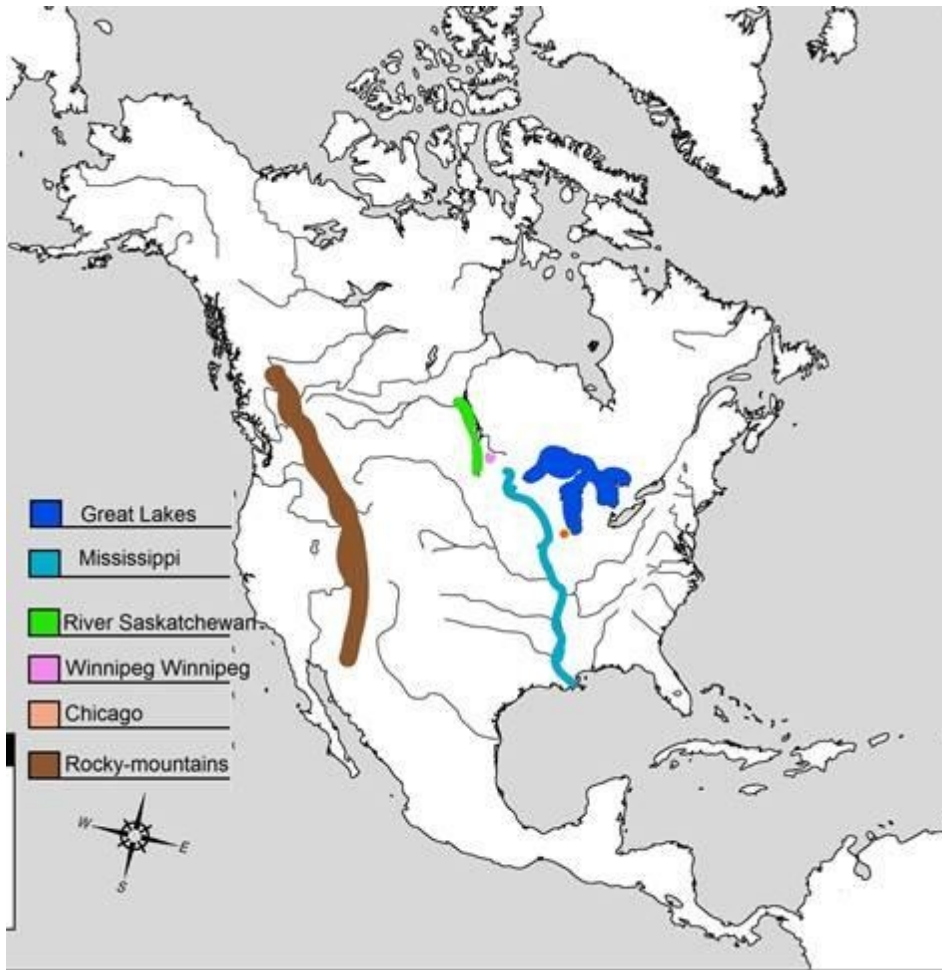 Great Lakes
Mississippi
River Saskatchewan
Winnipeg Winnipeg
Chicago
Rocky-mountains
W
E
S